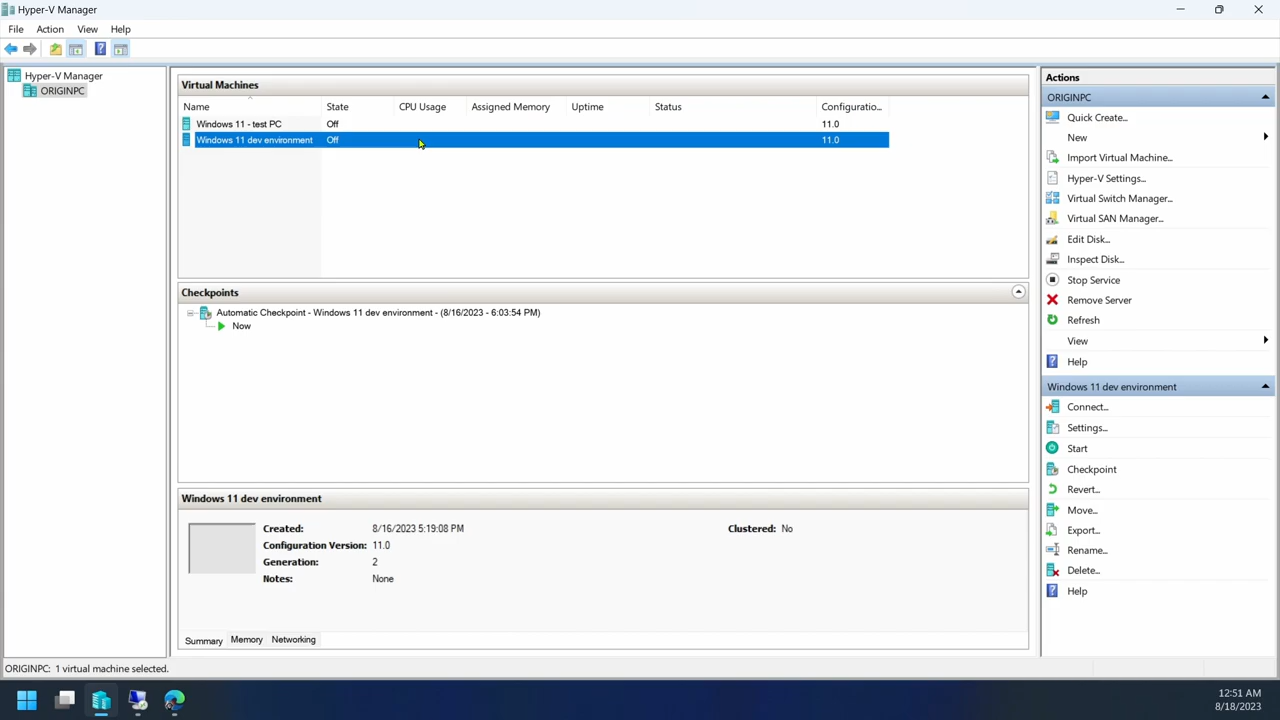 Hyper-V Manager
File Action View Help
Hyper-V Manager
ORIGINPC
Virtual Machines
Name State CPU Usage Assigned Memory Uptime Status Configuratio...
Windows 11 - test PC Off 11.0
Windows 11 dev environment Off 11.0
Checkpoints
Automatic Checkpoint - Windows 11 dev environment - (8/16/2023 - 6:03:54 PM)
Now
Windows 11 dev environment
Created: 8/16/2023 5:19:08 PM Clustered: No
Configuration Version: 11.0
Generation: 2
Notes: None
Summary Memory Networking
Actions
ORIGINPC
Quick Create...
New
Import Virtual Machine...
Hyper-V Settings...
Virtual Switch Manager...
Virtual SAN Manager...
Edit Disk...
Inspect Disk...
Stop Service
Remove Server
Refresh
View
Help
Windows 11 dev environment
Connect...
Settings...
Start
Checkpoint
Revert...
Move...
Export...
Rename...
Delete...
Help
ORIGINPC: 1 virtual machine selected.
12:51 AM
8/18/2023